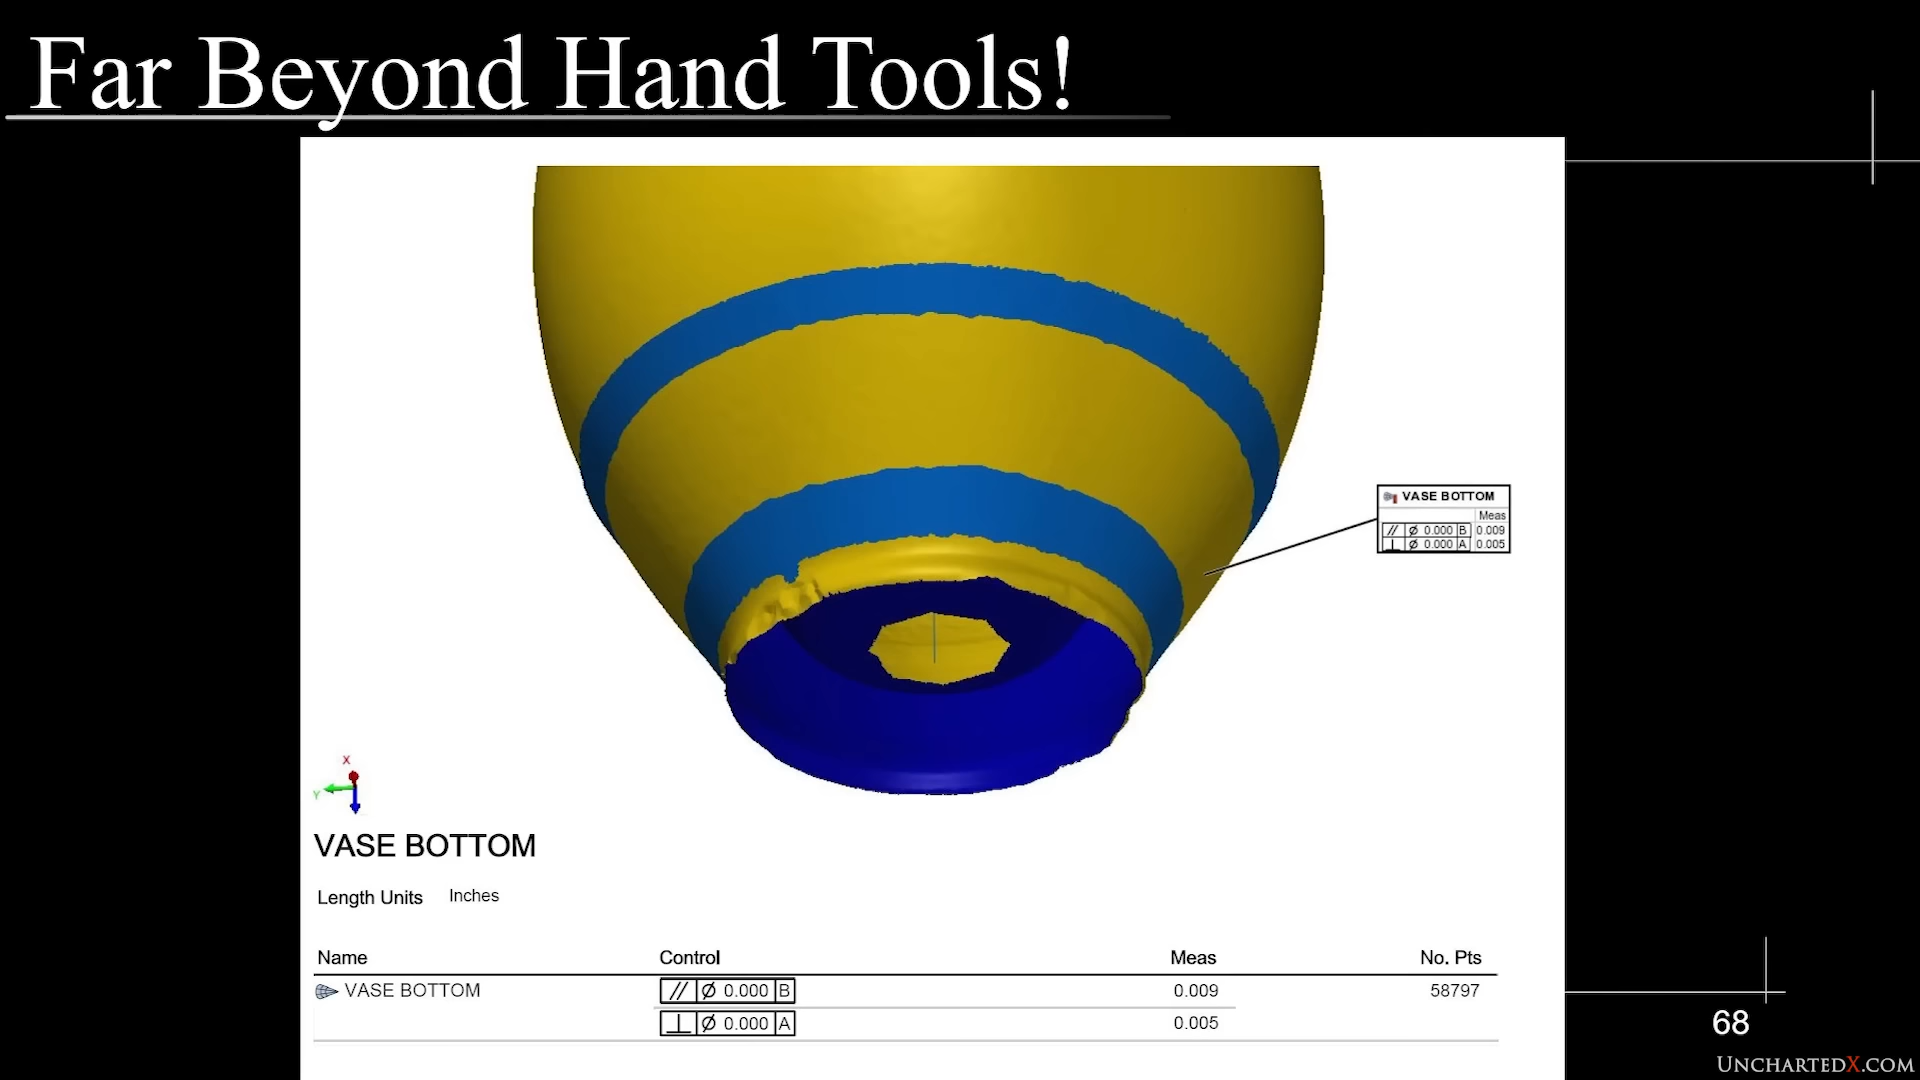 Far Beyond Hand Tools!
VASE BOTTOM
Meas
// Ø 0.000 B 0.009
⊥ Ø 0.000 A 0.005
X
Y
VASE BOTTOM
Length Units Inches
Name Control Meas No. Pts
VASE BOTTOM // Ø 0.000 B 0.009 58797
⊥ Ø 0.000 A 0.005
68
UNCHARTEDX.COM